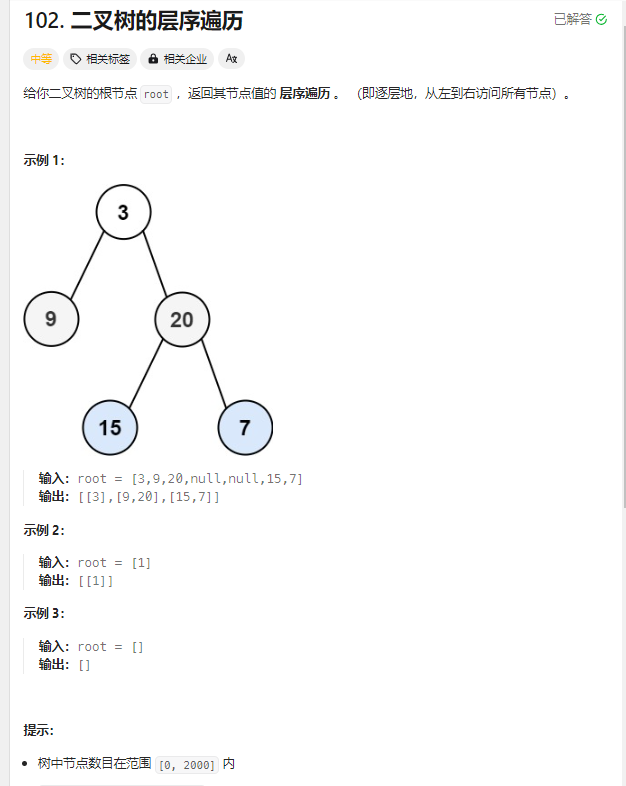 102. 二叉树的层序遍历
已解答
中等 相关标签 相关企业 Aあ
给你二叉树的根节点 root ，返回其节点值的 层序遍历 。 （即逐层地，从左到右访问所有节点）。
示例 1：
3
9
20
15
7
输入：root = [3,9,20,null,null,15,7]
输出：[[3],[9,20],[15,7]]
示例 2：
输入：root = [1]
输出：[[1]]
示例 3：
输入：root = []
输出：[]
提示：
树中节点数目在范围 [0, 2000] 内